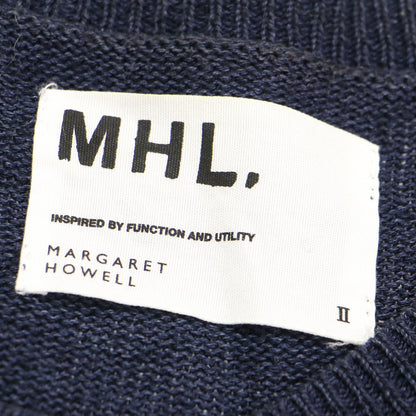 MHL.
INSPIRED BY FUNCTION AND UTILITY
MARGARET
HOWELL
II